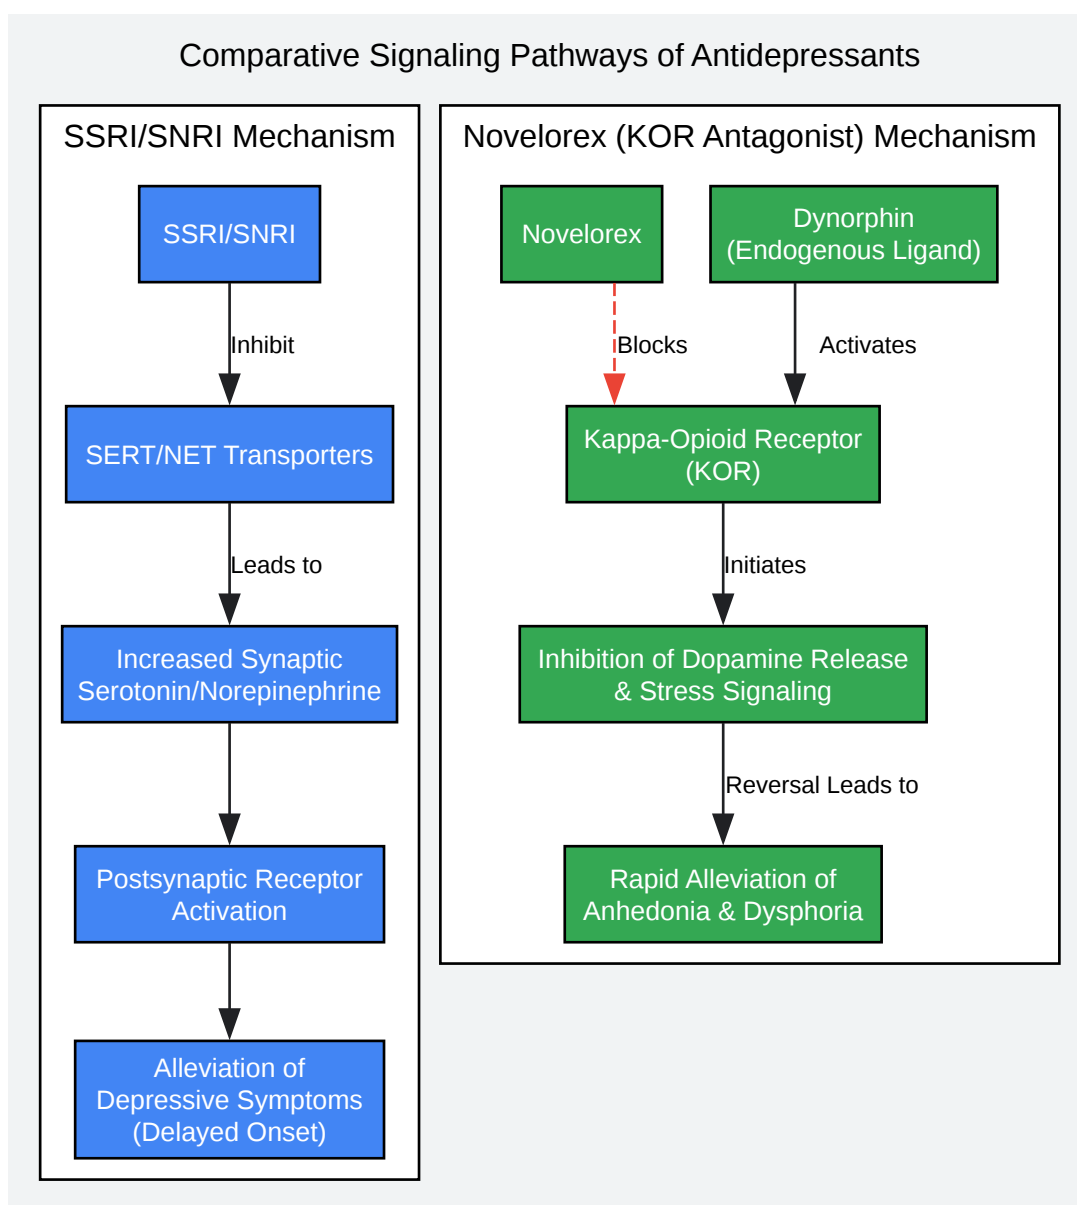 Comparative Signaling Pathways of Antidepressants
SSRI/SNRI Mechanism
SSRI/SNRI
Inhibit
SERT/NET Transporters
Leads to
Increased Synaptic
Serotonin/Norepinephrine
Postsynaptic Receptor
Activation
Alleviation of
Depressive Symptoms
(Delayed Onset)
Novelorex (KOR Antagonist) Mechanism
Novelorex
Dynorphin
(Endogenous Ligand)
Blocks
Activates
Kappa-Opioid Receptor
(KOR)
Initiates
Inhibition of Dopamine Release
& Stress Signaling
Reversal Leads to
Rapid Alleviation of
Anhedonia & Dysphoria